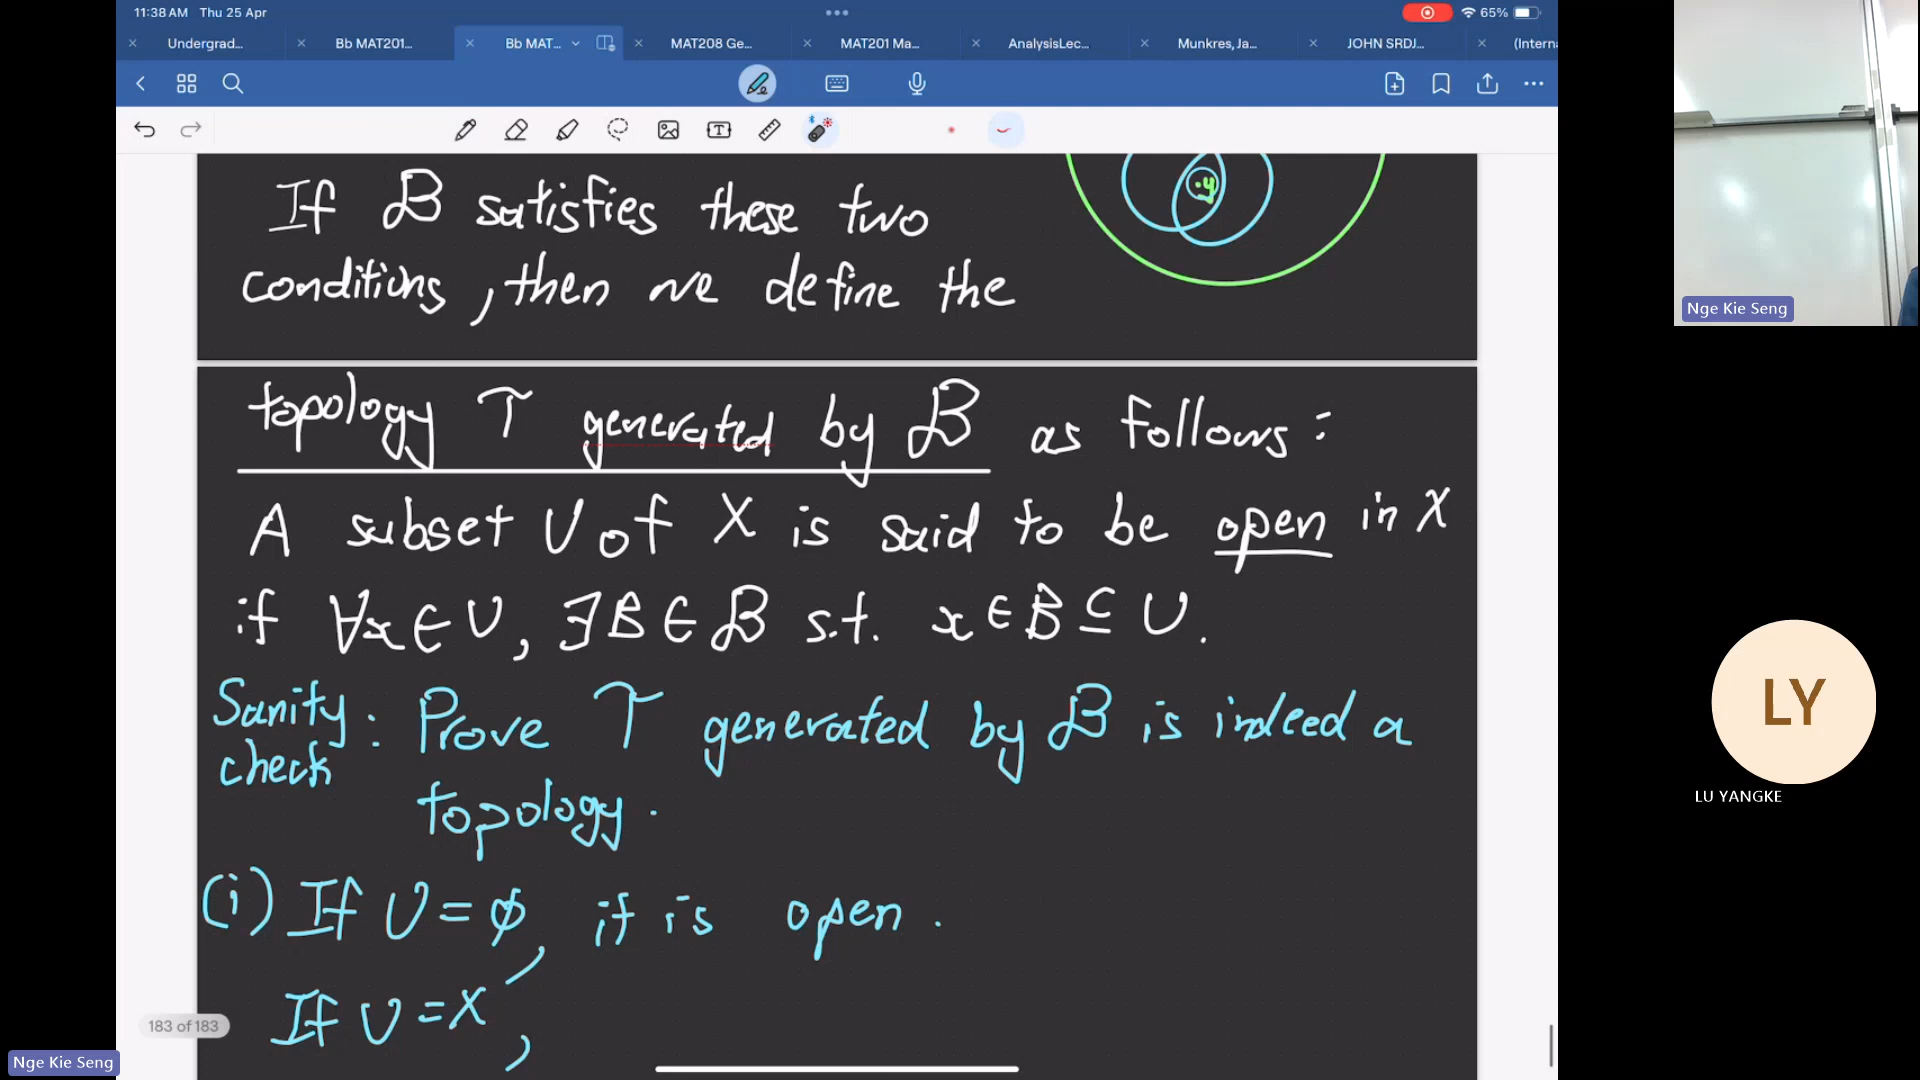 11:38 AM Thu 25 Apr
65%
Undergrad...
Bb MAT201...
Bb MAT...
MAT208 Ge...
MAT201 Ma...
AnalysisLec...
Munkres, Ja...
JOHN SRDJ...
(Intern
T
If ℬ satisfies these two
conditions, then we define the
·y
topology 𝒯 generated by ℬ as follows:
A subset U of X is said to be open in X
if ∀x ∈ U, ∃B ∈ ℬ s.t. x ∈ B ⊆ U.
Sanity check: Prove 𝒯 generated by ℬ is indeed a
topology.
(i) If U = ∅, it is open.
If U = X,
183 of 183
Nge Kie Seng
Nge Kie Seng
LY
LU YANGKE